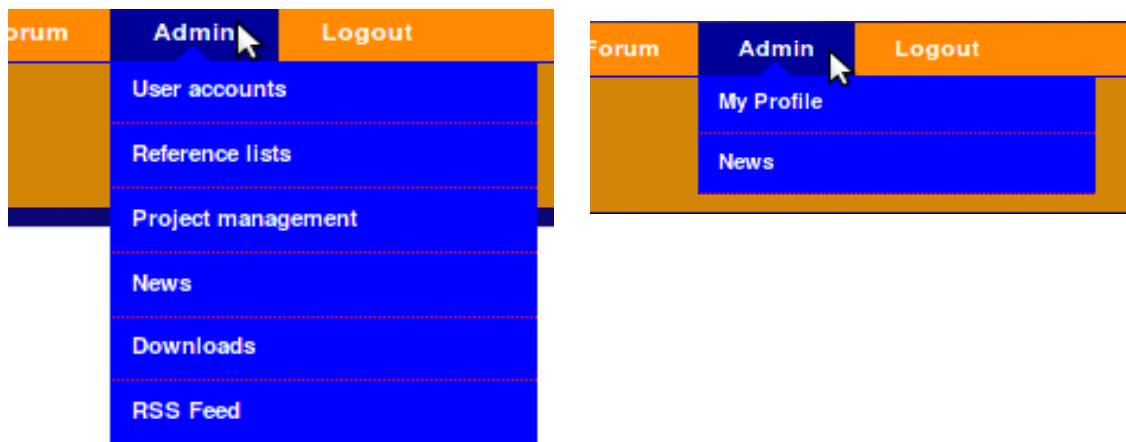 orum Admin Logout
User accounts
Reference lists
Project management
News
Downloads
RSS Feed
Forum Admin Logout
My Profile
News